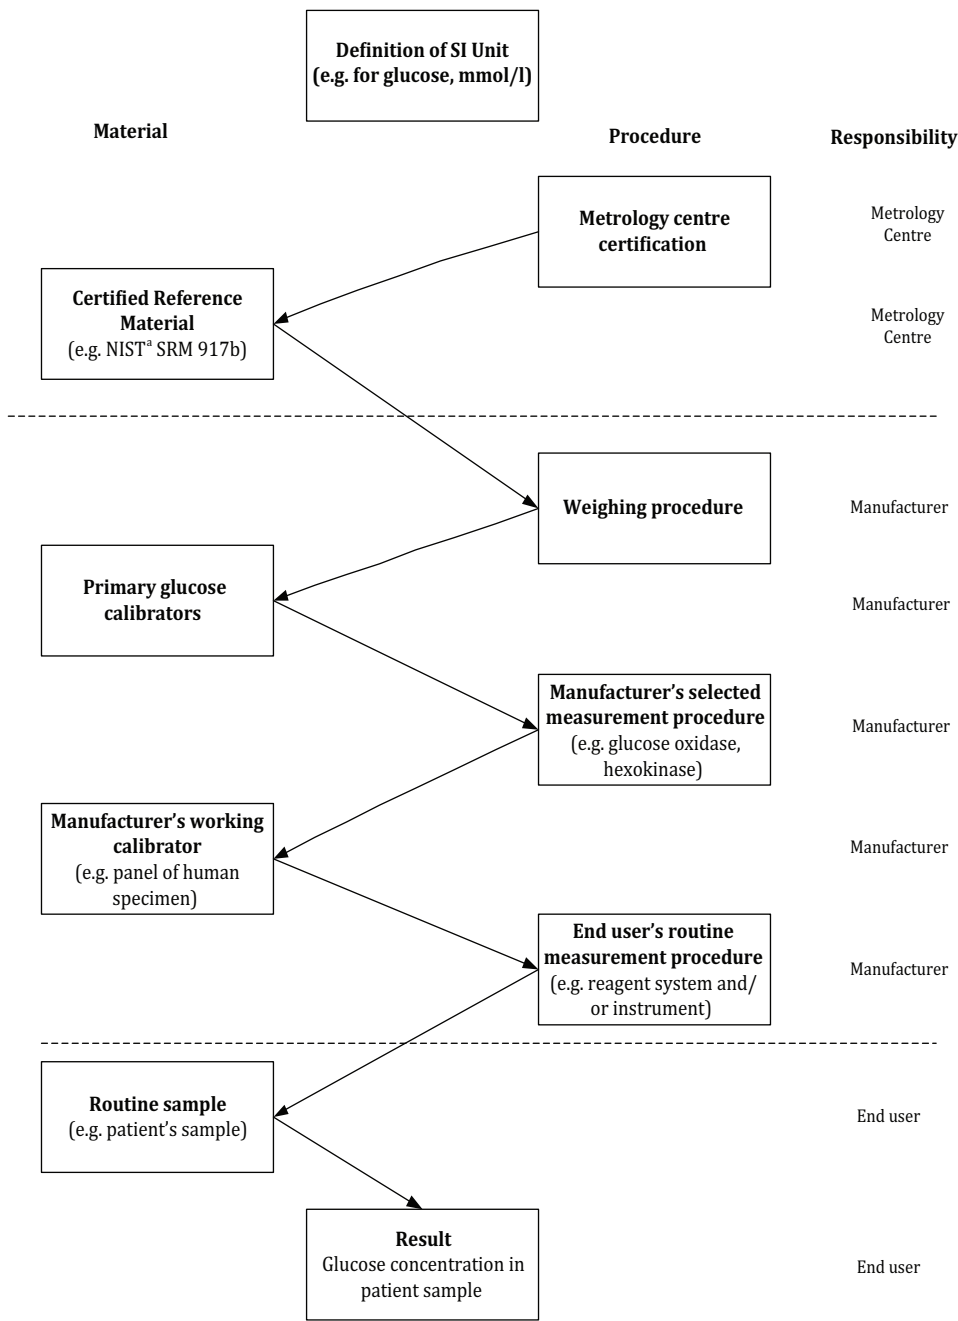 Definition of SI Unit
(e.g. for glucose, mmol/l)
Material
Procedure
Responsibility
Metrology centre
certification
Metrology
Centre
Certified Reference
Material
(e.g. NISTᵃ SRM 917b)
Metrology
Centre
Weighing procedure
Manufacturer
Primary glucose
calibrators
Manufacturer
Manufacturer’s selected
measurement procedure
(e.g. glucose oxidase,
hexokinase)
Manufacturer
Manufacturer’s working
calibrator
(e.g. panel of human
specimen)
Manufacturer
End user’s routine
measurement procedure
(e.g. reagent system and/
or instrument)
Manufacturer
Routine sample
(e.g. patient’s sample)
End user
Result
Glucose concentration in
patient sample
End user